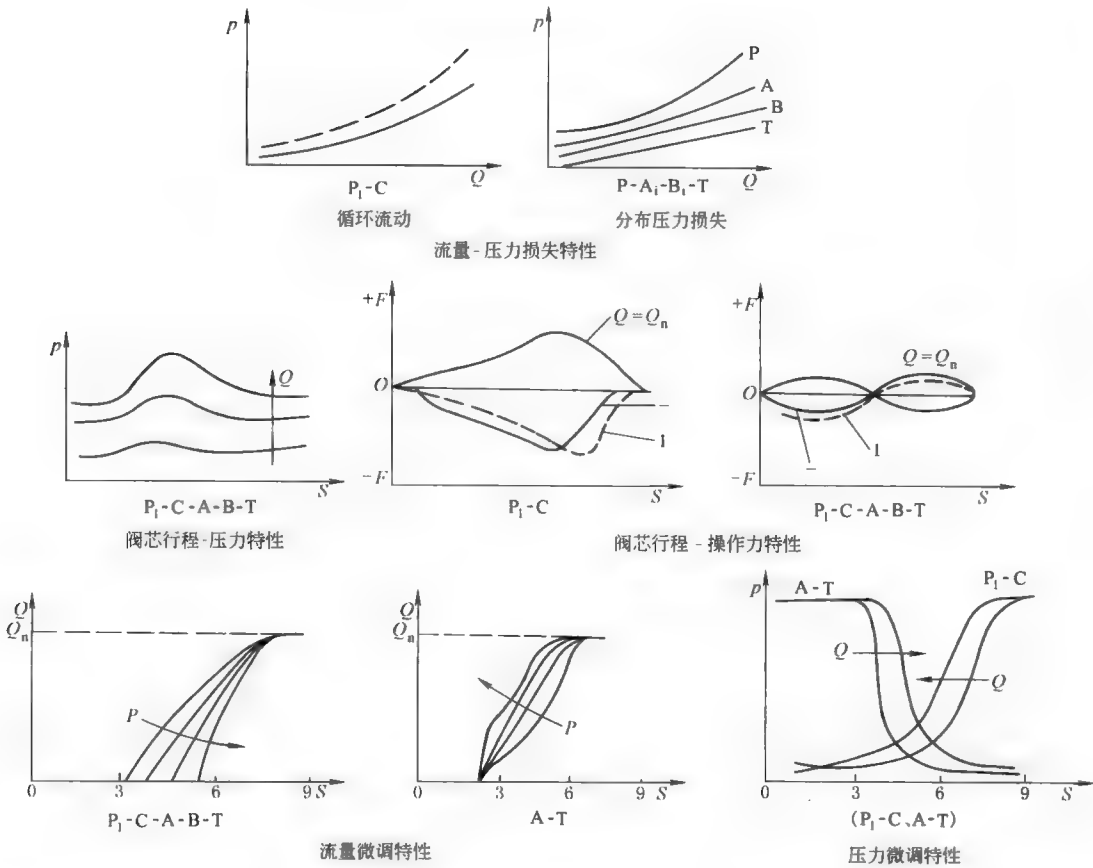 p
Q
P₁-C
循环流动
p
P
A
B
T
Q
P-Aᵢ-Bᵢ-T
分布压力损失
流量-压力损失特性
p
Q
S
P₁-C-A-B-T
阀芯行程-压力特性
+F
Q=Qₙ
O
-
1
-F
S
P₁-C
+F
Q=Qₙ
O
-
1
-F
S
P₁-C-A-B-T
阀芯行程-操作力特性
Q
Qₙ
P
0 3 6 9 S
P₁-C-A-B-T
Q
Qₙ
P
0 3 6 9 S
A-T
流量微调特性
p
A-T
P₁-C
Q
Q
0 3 6 9 S
(P₁-C、A-T)
压力微调特性